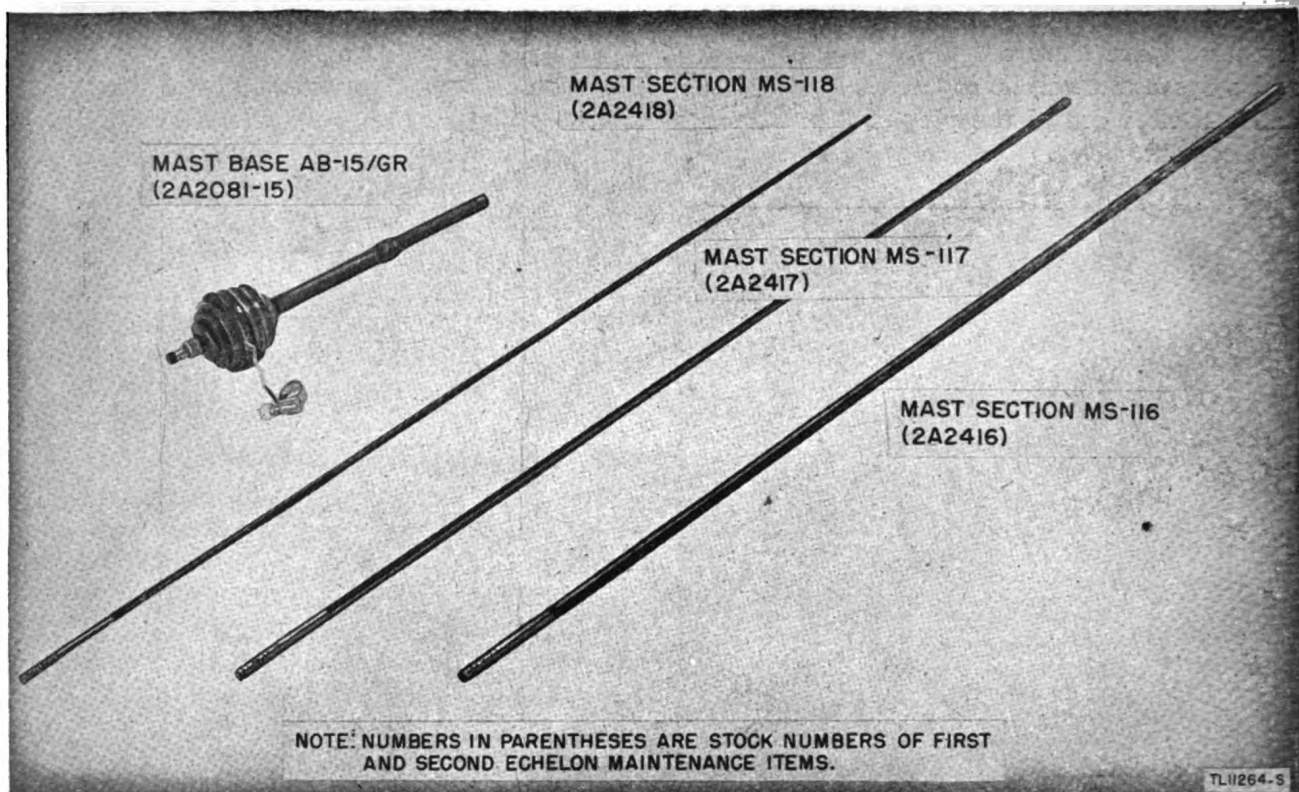 MAST SECTION MS-118
(2A2418)
MAST BASE AB-15/GR
(2A2081-15)
MAST SECTION MS-117
(2A2417)
MAST SECTION MS-116
(2A2416)
NOTE: NUMBERS IN PARENTHESES ARE STOCK NUMBERS OF FIRST
AND SECOND ECHELON MAINTENANCE ITEMS.
TL11264-S